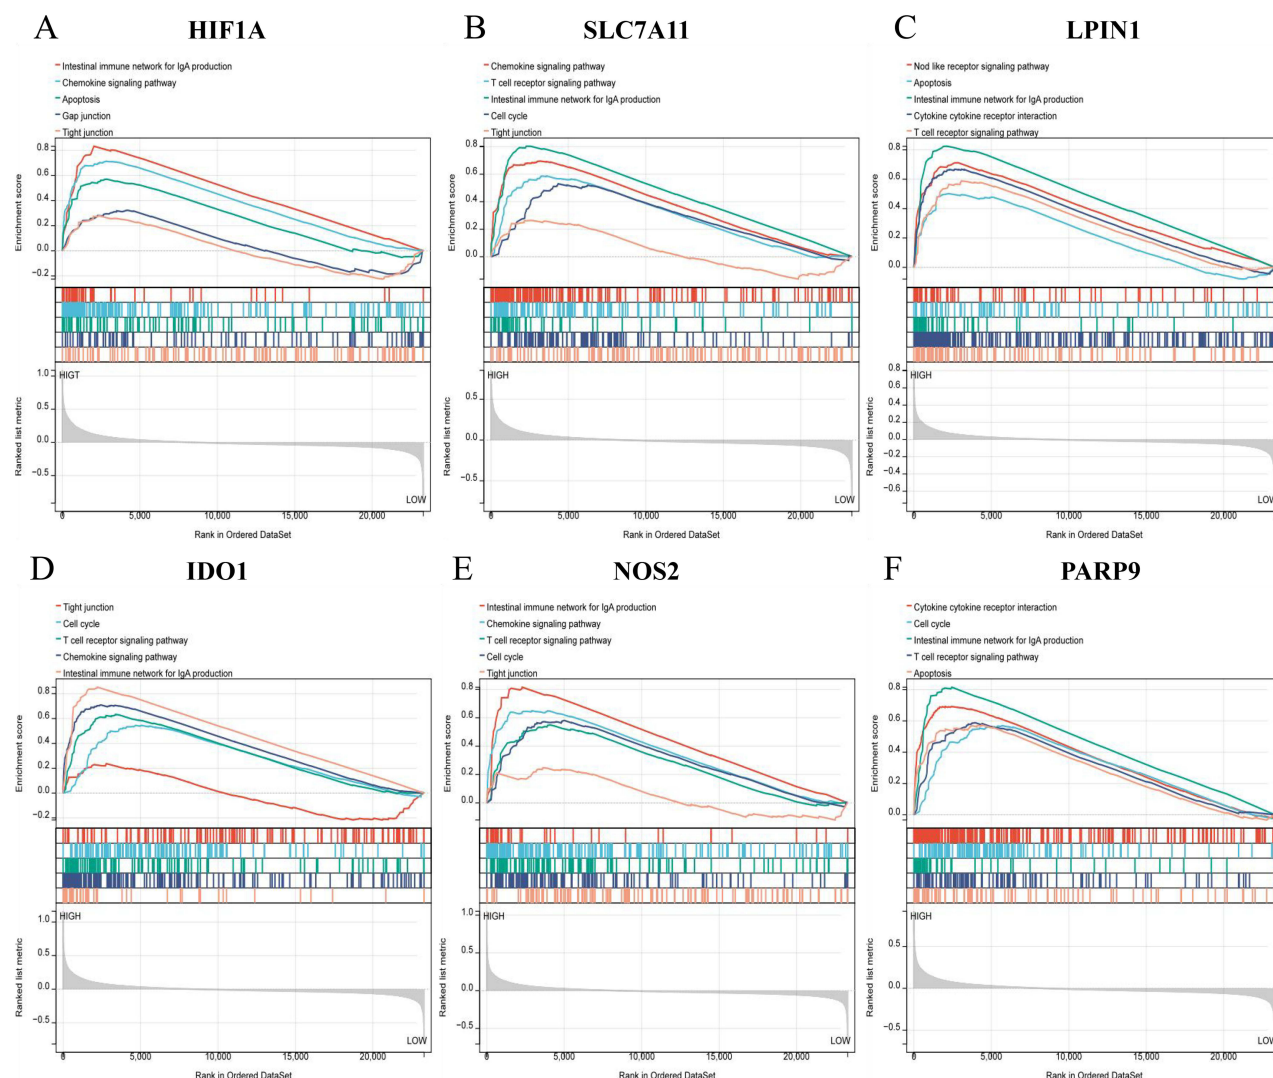 A HIF1A
Intestinal immune network for IgA production
Chemokine signaling pathway
Apoptosis
Gap junction
Tight junction
Enrichment score
0.8
0.6
0.4
0.2
0.0
−0.2
HIGT
Ranked list metric
1.0
0.5
0.0
−0.5
LOW
0 5,000 10,000 15,000 20,000
Rank in Ordered DataSet
B SLC7A11
Chemokine signaling pathway
T cell receptor signaling pathway
Intestinal immune network for IgA production
Cell cycle
Tight junction
Enrichment score
0.8
0.6
0.4
0.2
0.0
HIGH
Ranked list metric
0.5
0.0
−0.5
LOW
0 5,000 10,000 15,000 20,000
Rank in Ordered DataSet
C LPIN1
Nod like receptor signaling pathway
Apoptosis
Intestinal immune network for IgA production
Cytokine cytokine receptor interaction
T cell receptor signaling pathway
Enrichment score
0.8
0.6
0.4
0.2
0.0
HIGH
Ranked list metric
0.8
0.6
0.4
0.2
0.0
−0.2
−0.4
−0.6
LOW
0 5,000 10,000 15,000 20,000
Rank in Ordered DataSet
D IDO1
Tight junction
Cell cycle
T cell receptor signaling pathway
Chemokine signaling pathway
Intestinal immune network for IgA production
Enrichment score
0.8
0.6
0.4
0.2
0.0
−0.2
HIGH
Ranked list metric
1.0
0.5
0.0
−0.5
LOW
0 5,000 10,000 15,000 20,000
Rank in Ordered DataSet
E NOS2
Intestinal immune network for IgA production
Chemokine signaling pathway
T cell receptor signaling pathway
Cell cycle
Tight junction
Enrichment score
0.8
0.6
0.4
0.2
0.0
HIGH
Ranked list metric
1.0
0.5
0.0
−0.5
LOW
0 5,000 10,000 15,000 20,000
Rank in Ordered DataSet
F PARP9
Cytokine cytokine receptor interaction
Cell cycle
Intestinal immune network for IgA production
T cell receptor signaling pathway
Apoptosis
Enrichment score
0.8
0.6
0.4
0.2
0.0
HIGH
Ranked list metric
0.5
0.0
−0.5
LOW
0 5,000 10,000 15,000 20,000
Rank in Ordered DataSet